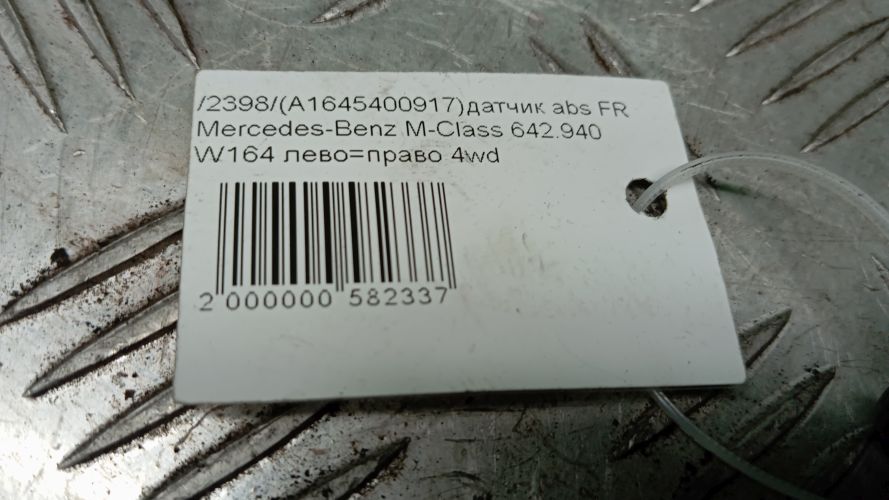 /2398/(A1645400917)датчик abs FR
Mercedes-Benz M-Class 642.940
W164 лево=право 4wd
2 000000 582337